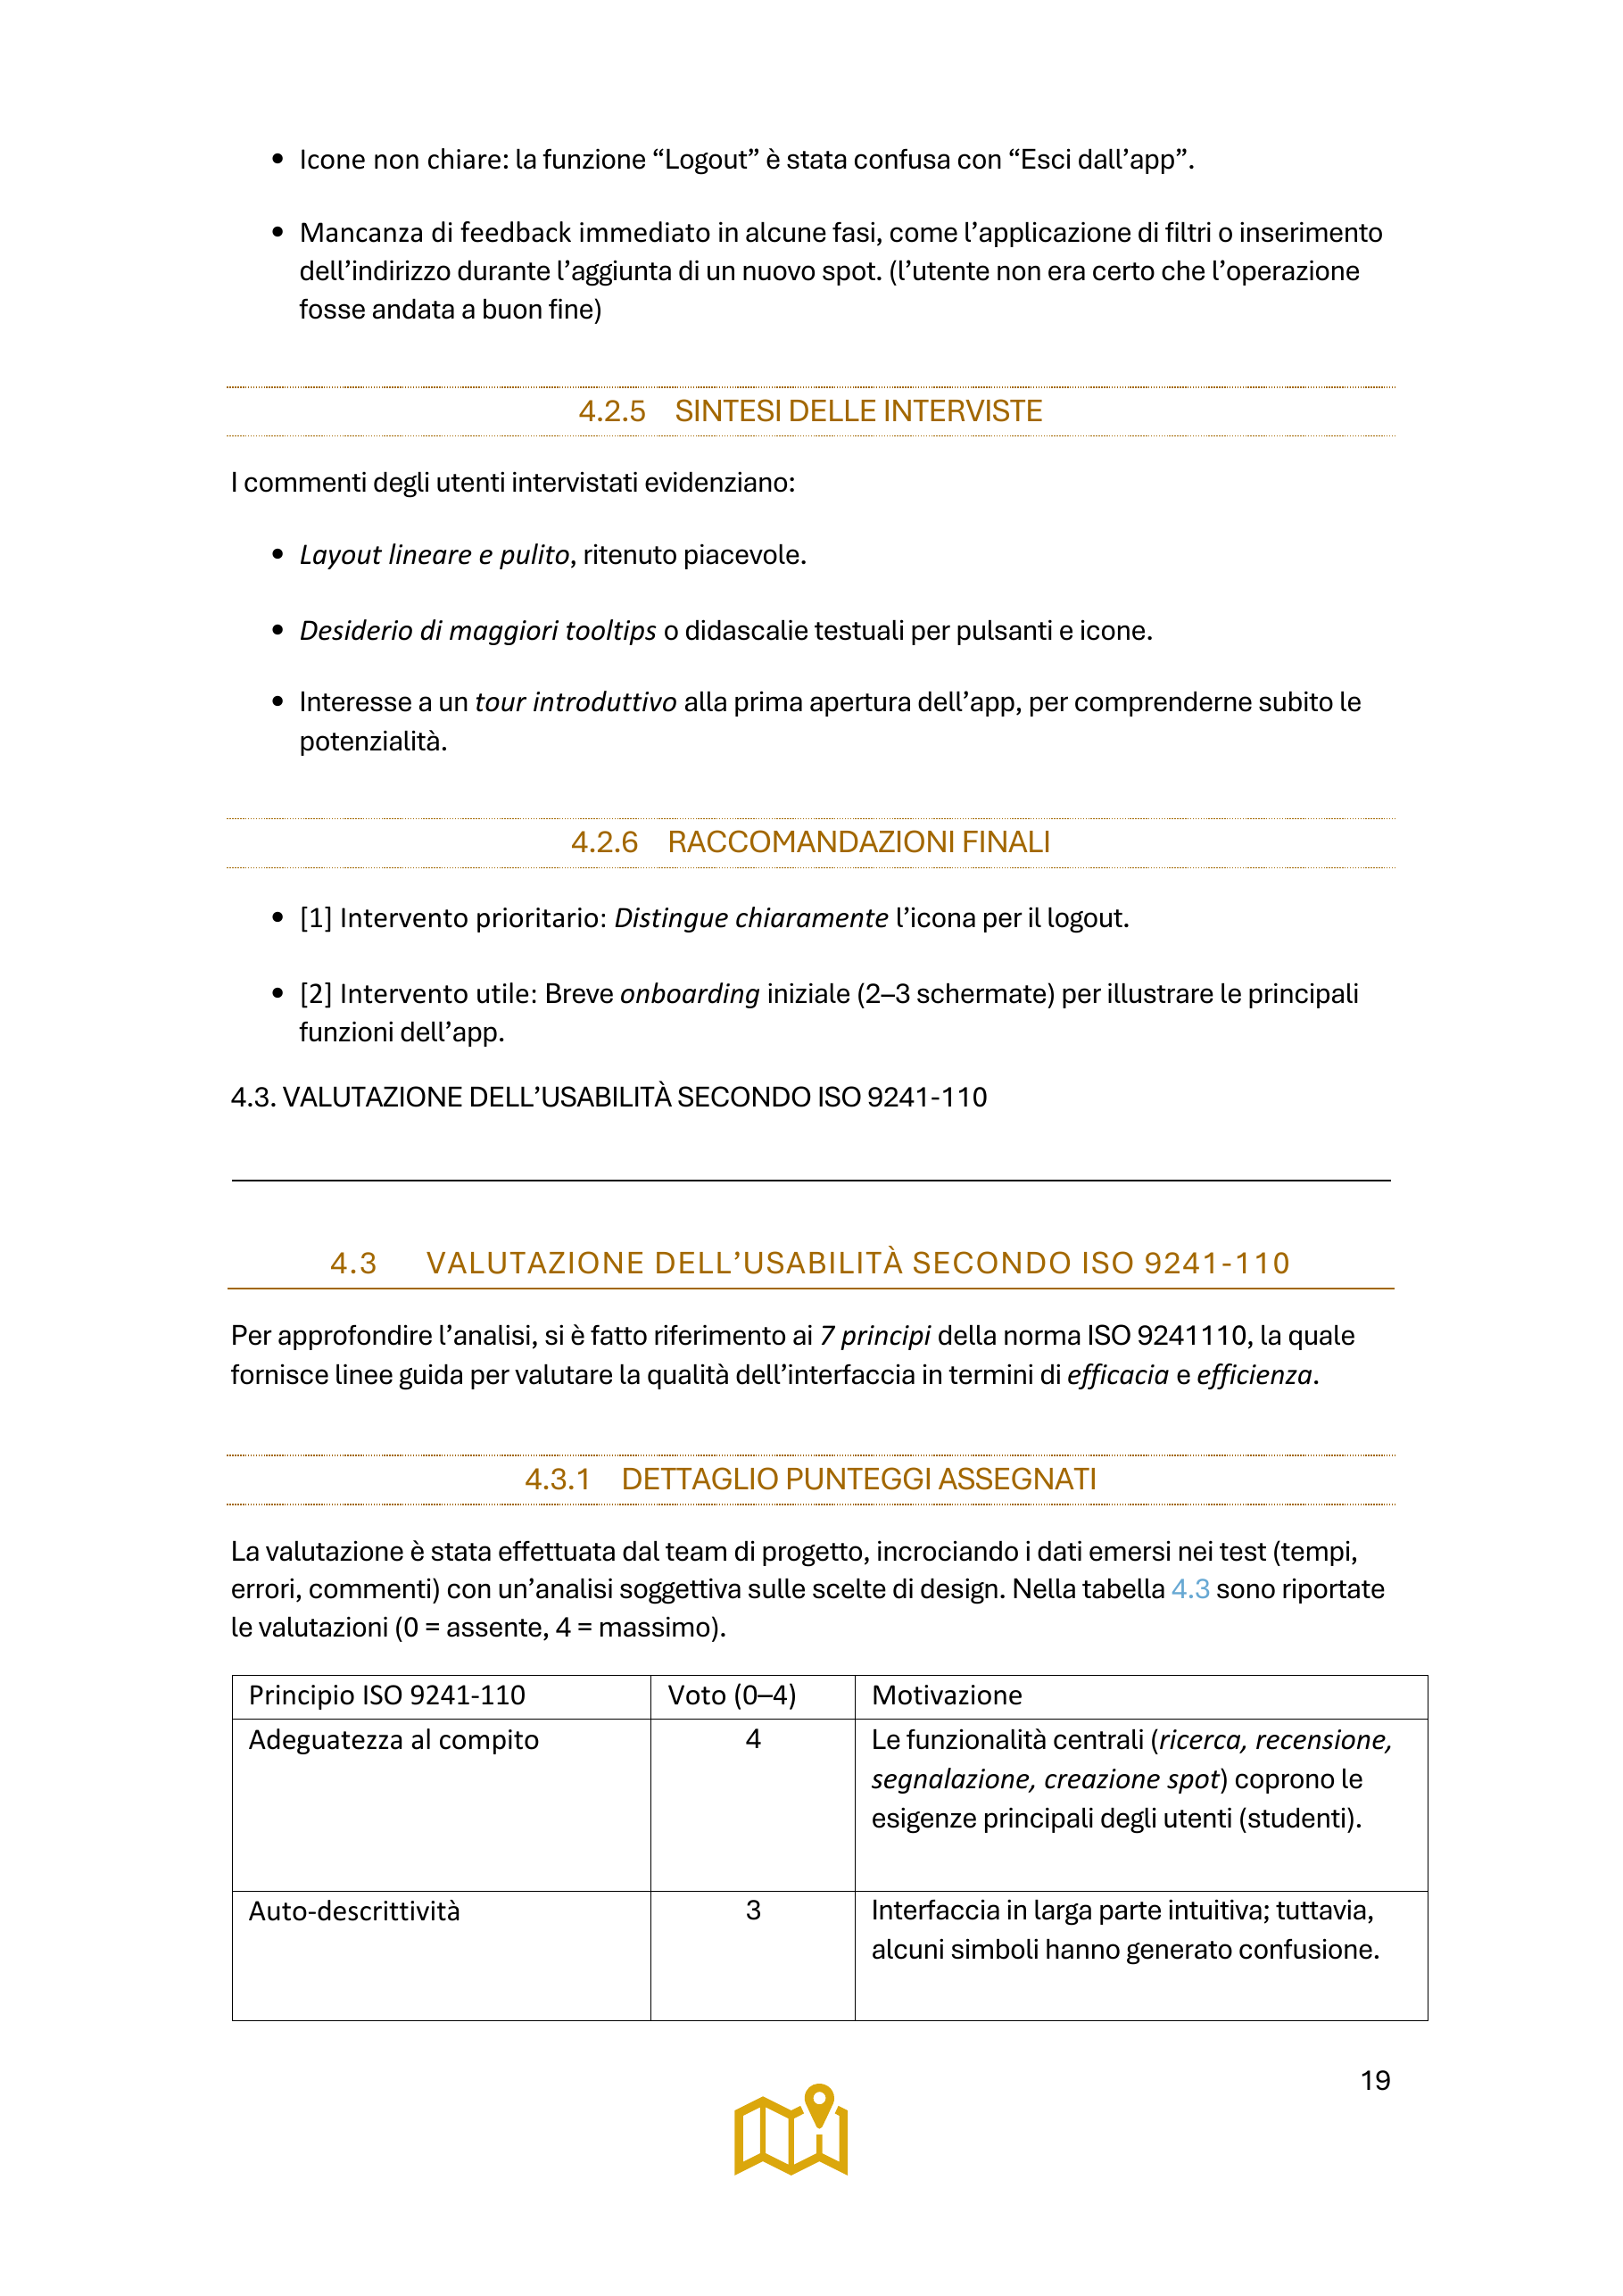 • Icone non chiare: la funzione “Logout” è stata confusa con “Esci dall’app”.
• Mancanza di feedback immediato in alcune fasi, come l’applicazione di filtri o inserimento
dell’indirizzo durante l’aggiunta di un nuovo spot. (l’utente non era certo che l’operazione
fosse andata a buon fine)
4.2.5 SINTESI DELLE INTERVISTE
I commenti degli utenti intervistati evidenziano:
• Layout lineare e pulito, ritenuto piacevole.
• Desiderio di maggiori tooltips o didascalie testuali per pulsanti e icone.
• Interesse a un tour introduttivo alla prima apertura dell’app, per comprenderne subito le
potenzialità.
4.2.6 RACCOMANDAZIONI FINALI
• [1] Intervento prioritario: Distingue chiaramente l’icona per il logout.
• [2] Intervento utile: Breve onboarding iniziale (2–3 schermate) per illustrare le principali
funzioni dell’app.
4.3. VALUTAZIONE DELL’USABILITÀ SECONDO ISO 9241-110
4.3 VALUTAZIONE DELL’USABILITÀ SECONDO ISO 9241-110
Per approfondire l’analisi, si è fatto riferimento ai 7 principi della norma ISO 9241110, la quale
fornisce linee guida per valutare la qualità dell’interfaccia in termini di efficacia e efficienza.
4.3.1 DETTAGLIO PUNTEGGI ASSEGNATI
La valutazione è stata effettuata dal team di progetto, incrociando i dati emersi nei test (tempi,
errori, commenti) con un’analisi soggettiva sulle scelte di design. Nella tabella 4.3 sono riportate
le valutazioni (0 = assente, 4 = massimo).
Principio ISO 9241-110 Voto (0–4) Motivazione
Adeguatezza al compito 4 Le funzionalità centrali (ricerca, recensione,
segnalazione, creazione spot) coprono le
esigenze principali degli utenti (studenti).
Auto-descrittività 3 Interfaccia in larga parte intuitiva; tuttavia,
alcuni simboli hanno generato confusione.
19